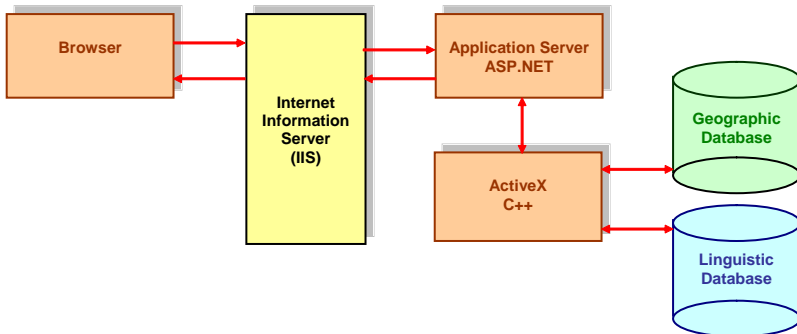 Browser
Internet
Information
Server
(IIS)
Application Server
ASP.NET
ActiveX
C++
Geographic
Database
Linguistic
Database